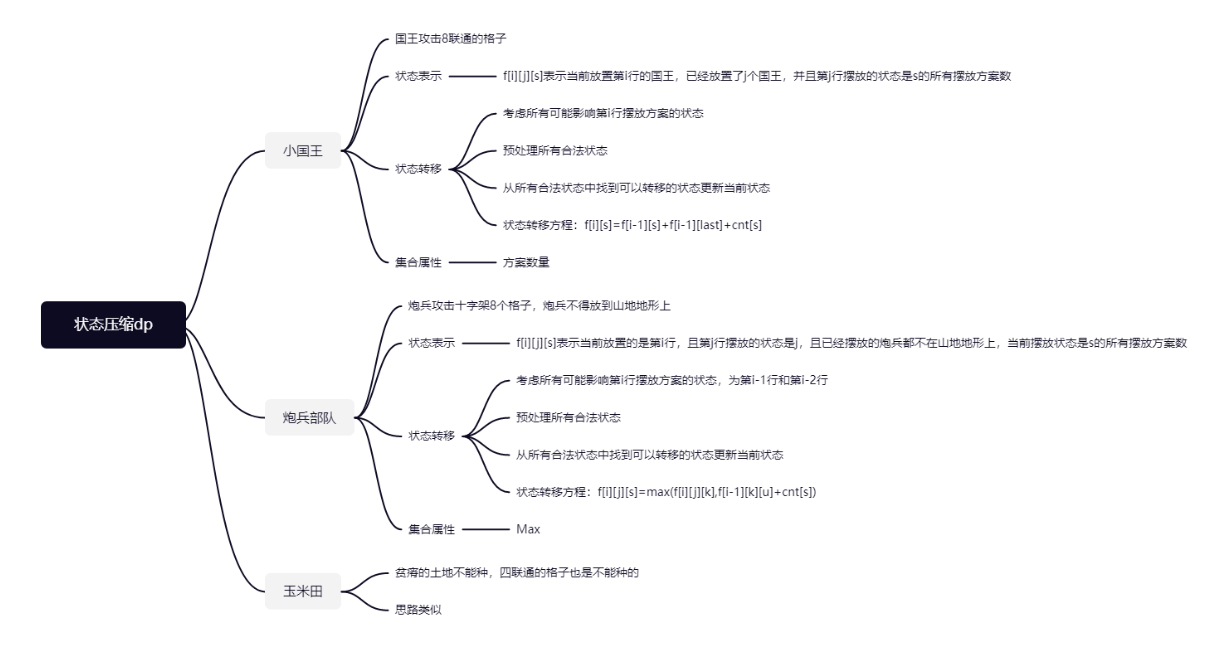 状态压缩dp
小国王
国王攻击8联通的格子
状态表示
f[i][j][s]表示当前放置第i行的国王，已经放置了j个国王，并且第j行摆放的状态是s的所有摆放方案数
状态转移
考虑所有可能影响第i行摆放方案的状态
预处理所有合法状态
从所有合法状态中找到可以转移的状态更新当前状态
状态转移方程：f[i][s]=f[i-1][s]+f[i-1][last]+cnt[s]
集合属性
方案数量
炮兵部队
炮兵攻击十字架8个格子，炮兵不得放到山地地形上
状态表示
f[i][j][s]表示当前放置的是第i行，且第j行摆放的状态是j，且已经摆放的炮兵都不在山地地形上，当前摆放状态是s的所有摆放方案数
状态转移
考虑所有可能影响第i行摆放方案的状态，为第i-1行和第i-2行
预处理所有合法状态
从所有合法状态中找到可以转移的状态更新当前状态
状态转移方程：f[i][j][s]=max(f[i][j][k],f[i-1][k][u]+cnt[s])
集合属性
Max
玉米田
贫瘠的土地不能种，四联通的格子也是不能种的
思路类似